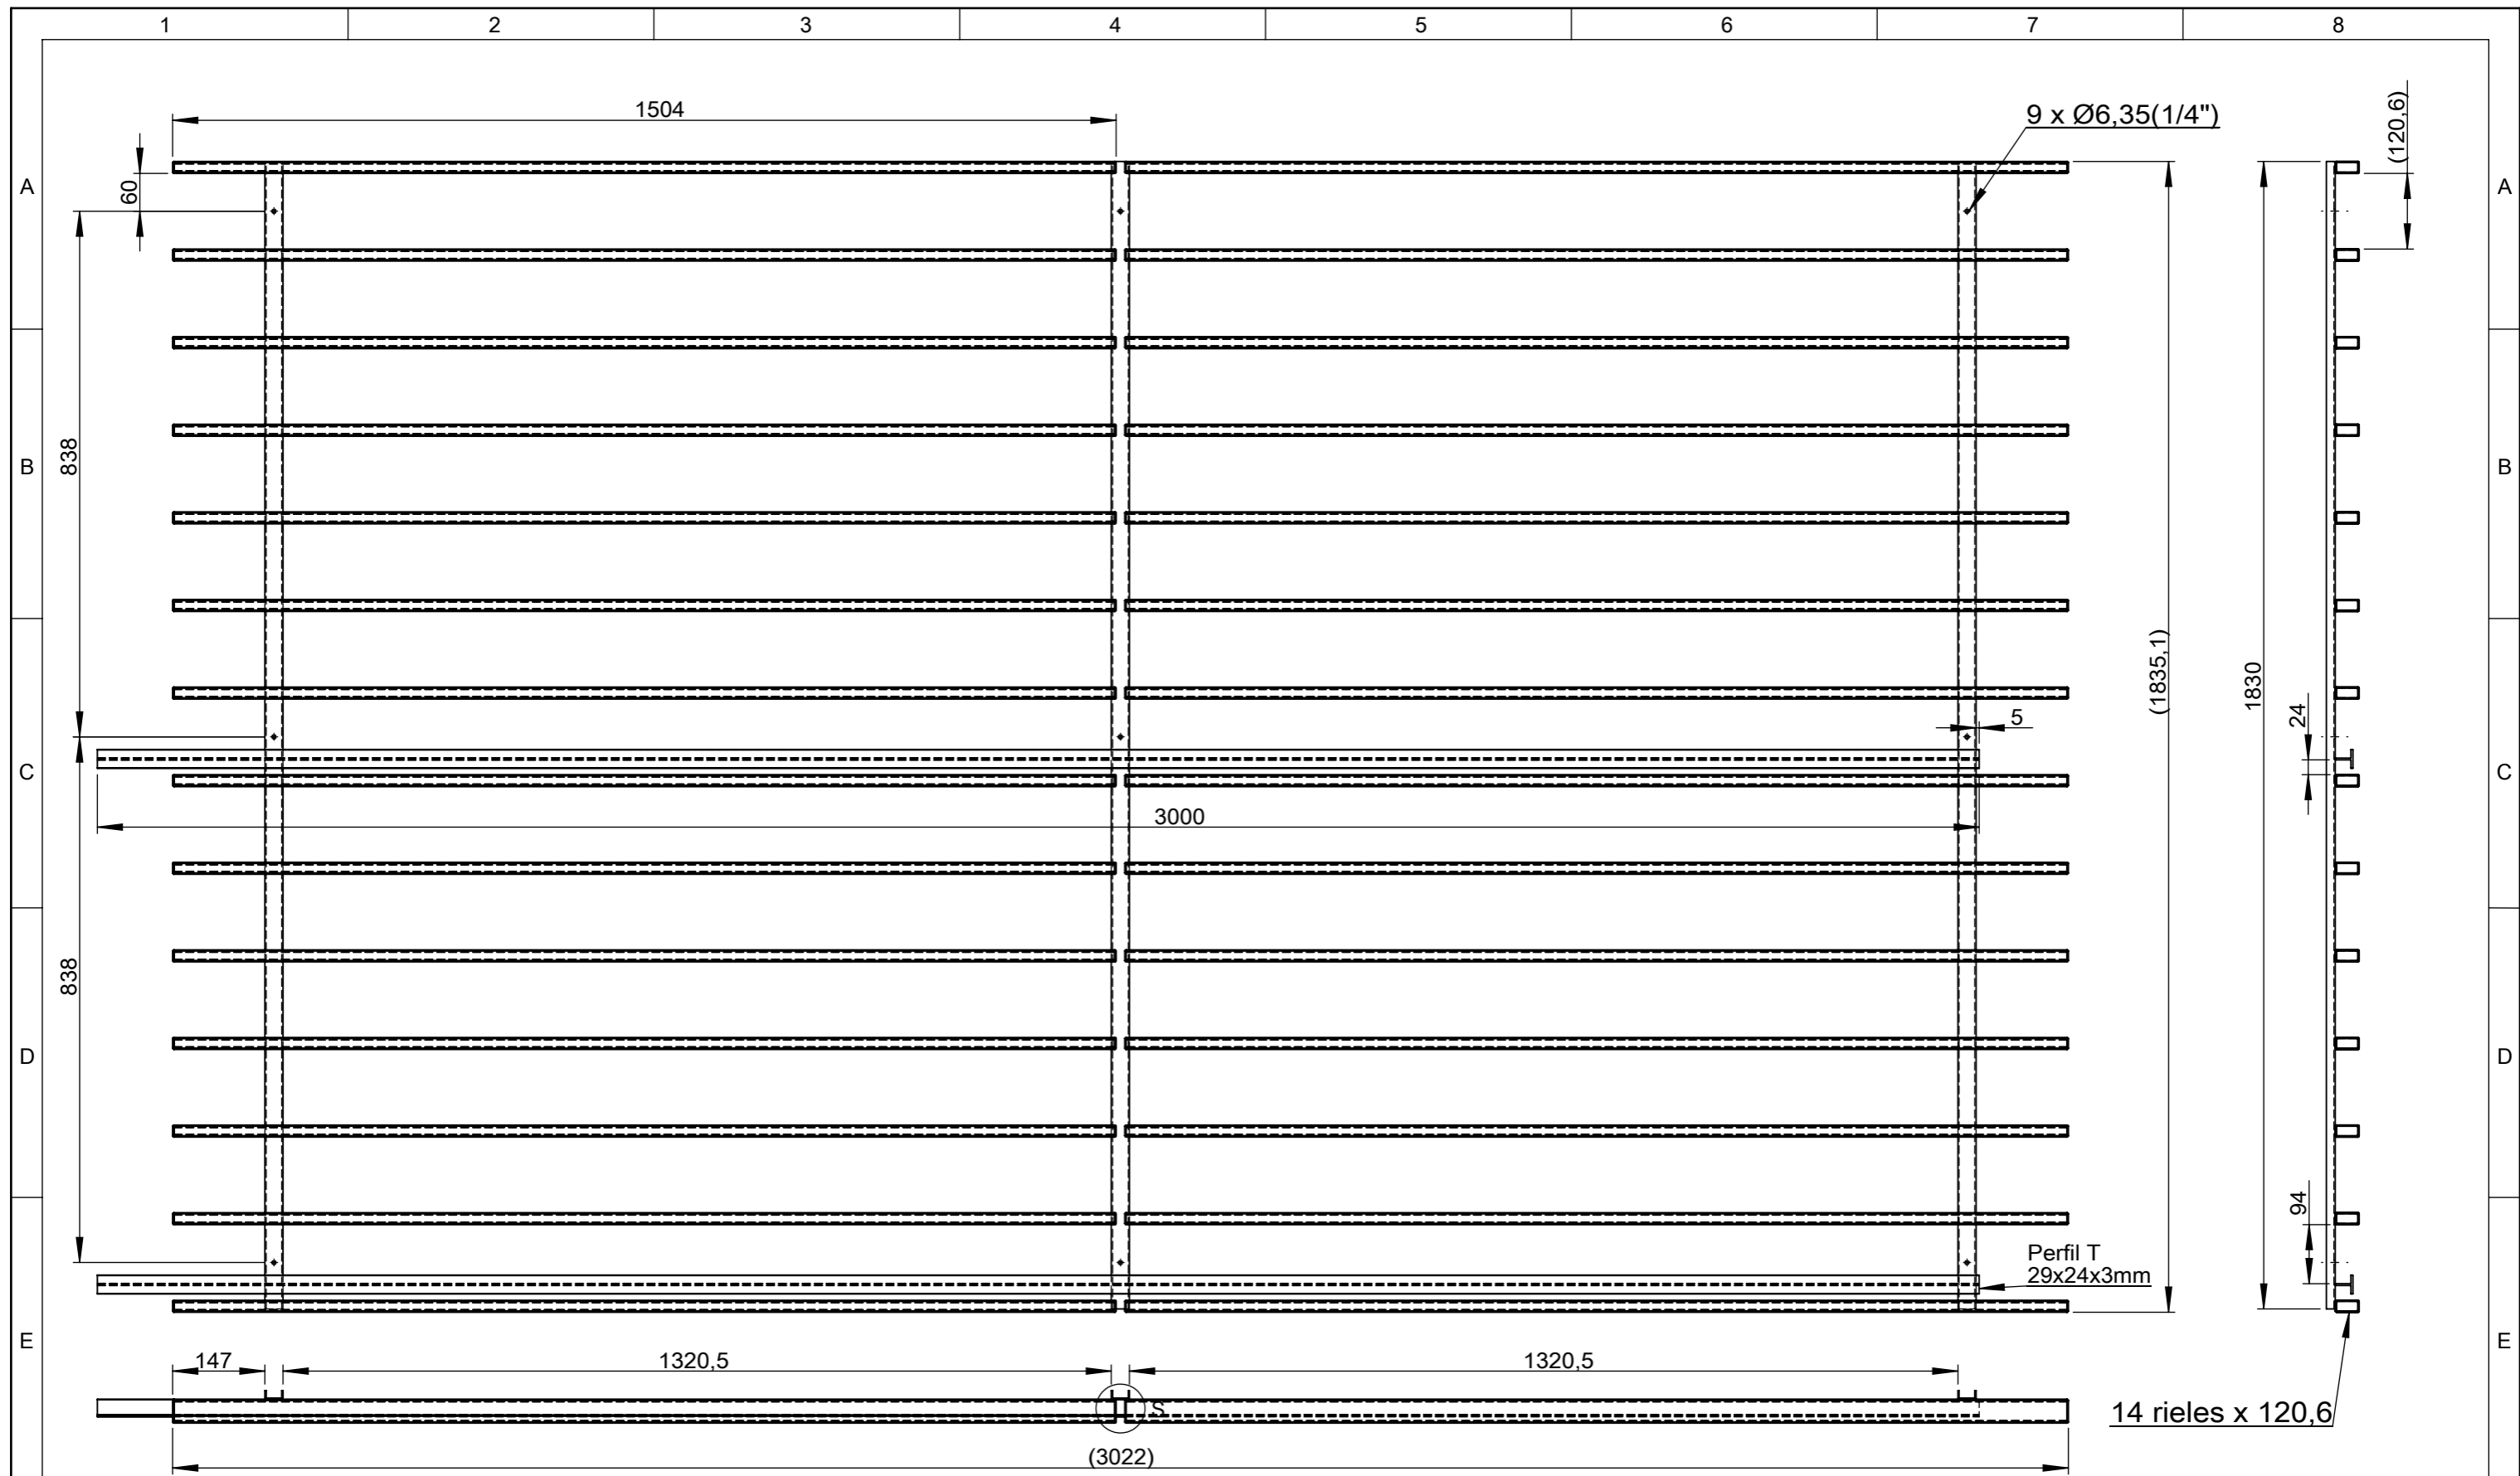 1 2 3 4 5 6 7 8
1504
9 x Ø6,35(1/4")
(120,6)
A
60
A
B
838
B
(1835,1)
1830
24
5
C
C
3000
838
D
D
94
Perfil T
29x24x3mm
E
147
1320,5
1320,5
E
S
14 rieles x 120,6
(3022)